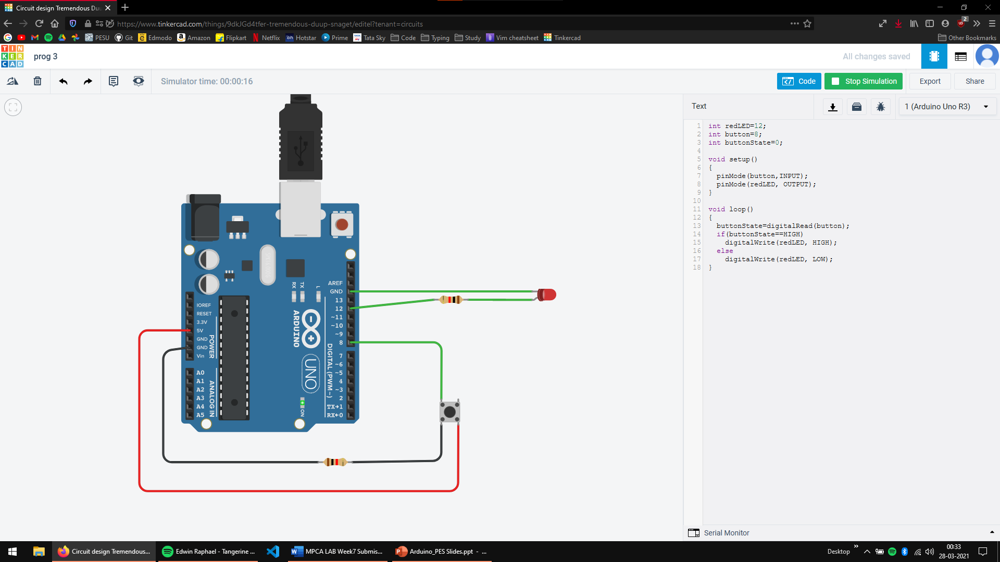 Circuit design Tremendous Duu
https://www.tinkercad.com/things/9dkJGd4tfer-tremendous-duup-snaget/editel?tenant=circuits
2
PESU Git Edmodo Amazon Flipkart Netflix Hotstar Prime Tata Sky Code Typing Study Vim cheatsheet Tinkercad Other Bookmarks
TIN
KER
CAD
prog 3
All changes saved
Simulator time: 00:00:16
Code
Stop Simulation
Export
Share
Text
1 (Arduino Uno R3)
1 int redLED=12;
2 int button=8;
3 int buttonState=0;
4
5 void setup()
6 {
7 pinMode(button,INPUT);
8 pinMode(redLED, OUTPUT);
9 }
10
11 void loop()
12 {
13 buttonState=digitalRead(button);
14 if(buttonState==HIGH)
15 digitalWrite(redLED, HIGH);
16 else
17 digitalWrite(redLED, LOW);
18 }
AREF
GND
13
12
~11
~10
~9
8
7
~6
~5
4
~3
2
TX→1
RX←0
DIGITAL (PWM ~)
IOREF
RESET
3.3V
5V
GND
GND
Vin
POWER
A0
A1
A2
A3
A4
A5
ANALOG IN
RX
TX
L
ARDUINO
UNO
ON
Serial Monitor
Circuit design Tremendous...
Edwin Raphael - Tangerine ...
MPCA LAB Week7 Submis...
Arduino_PES Slides.ppt - ...
Desktop
00:33
28-03-2021